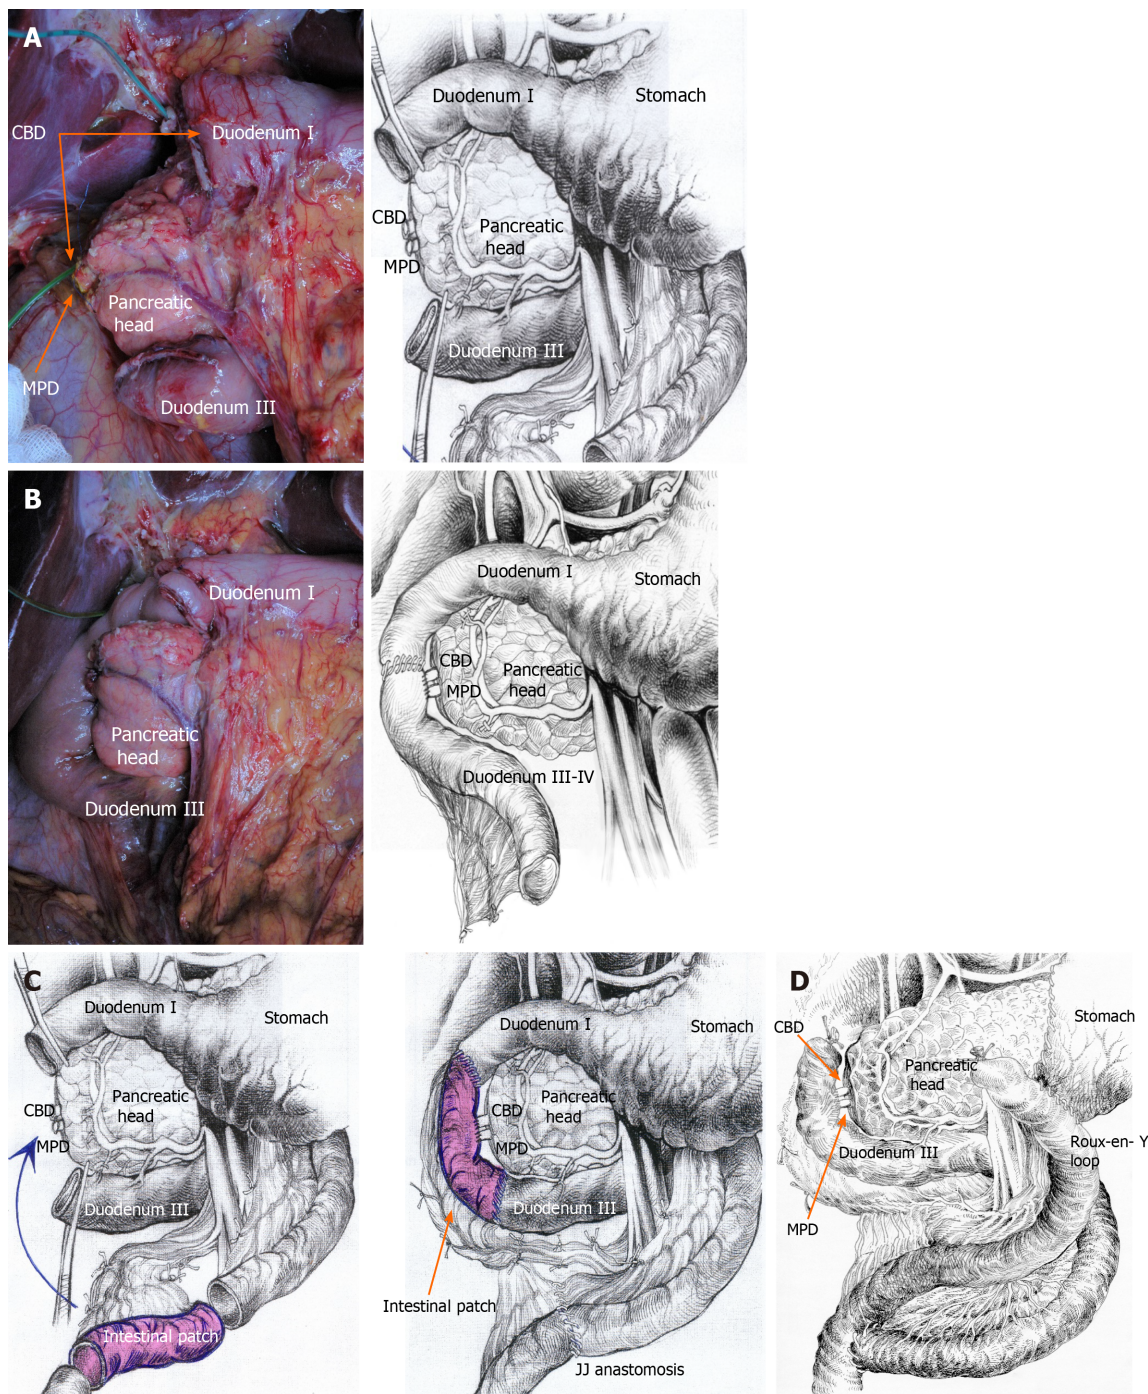 A
CBD
Duodenum I
Pancreatic
head
MPD
Duodenum III
Duodenum I
Stomach
CBD
Pancreatic
head
MPD
Duodenum III
B
Duodenum I
Pancreatic
head
Duodenum III
Duodenum I
Stomach
CBD
Pancreatic
head
MPD
Duodenum III-IV
C
Duodenum I
Stomach
Pancreatic
head
CBD
MPD
Duodenum III
Intestinal patch
Duodenum I
Stomach
CBD
Pancreatic
head
MPD
Duodenum III
Intestinal patch
JJ anastomosis
D
CBD
Stomach
Pancreatic
head
Roux-en- Y
loop
Duodenum III
MPD